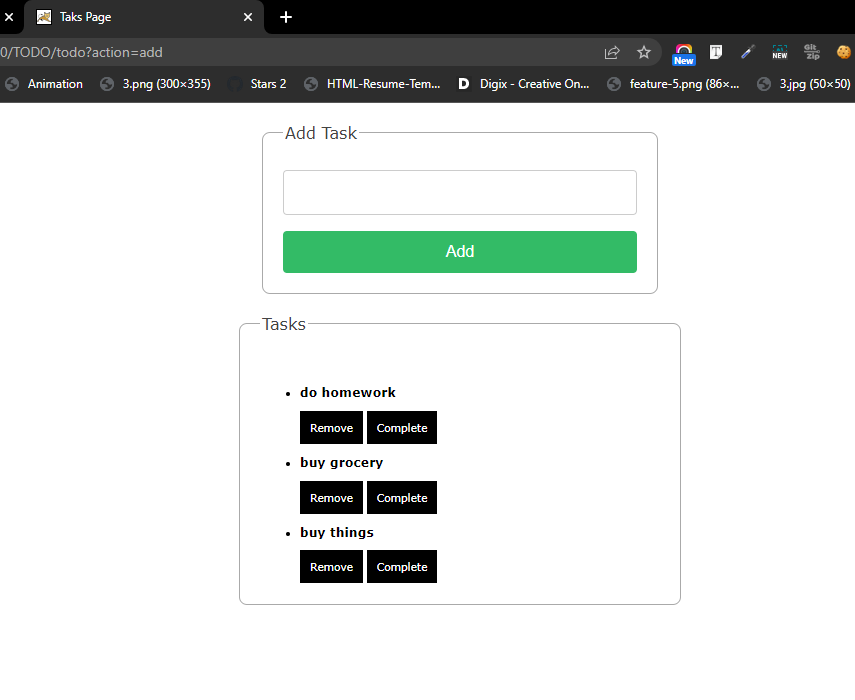 Taks Page
0/TODO/todo?action=add
New
T
NEW
Git
Zip
Animation
3.png (300×355)
Stars 2
HTML-Resume-Tem...
D
Digix - Creative On...
feature-5.png (86×...
3.jpg (50×50)
Add Task
Add
Tasks
do homework
Remove Complete
buy grocery
Remove Complete
buy things
Remove Complete